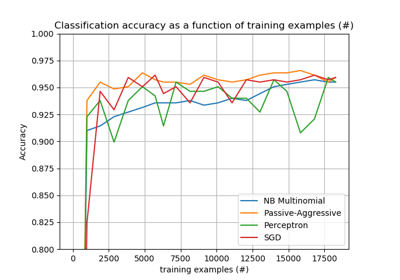 Classification accuracy as a function of training examples (#)
1.000
0.975
0.950
0.925
0.900
0.875
0.850
0.825
0.800
Accuracy
NB Multinomial
Passive-Aggressive
Perceptron
SGD
0 2500 5000 7500 10000 12500 15000 17500
training examples (#)